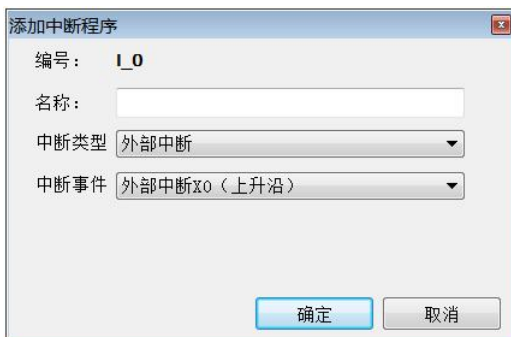 添加中断程序
编号： I_0
名称：
中断类型 外部中断
中断事件 外部中断X0（上升沿）
确定 取消